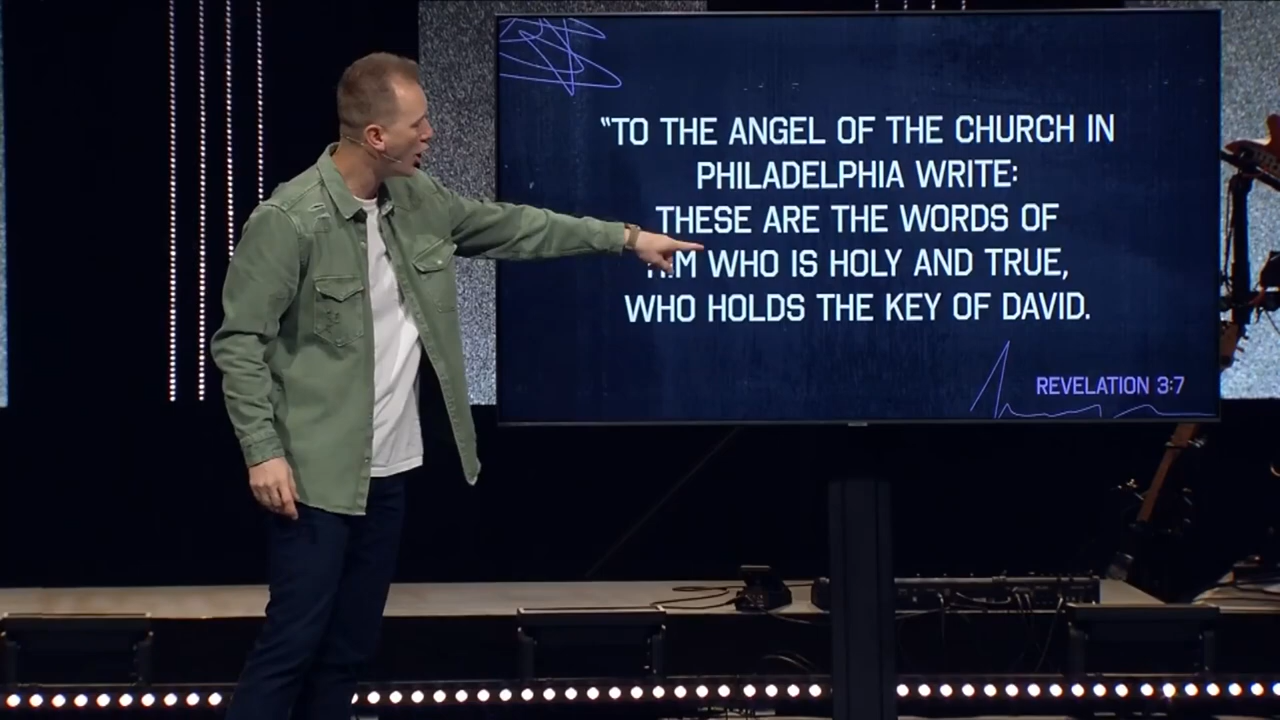 “TO THE ANGEL OF THE CHURCH IN
PHILADELPHIA WRITE:
THESE ARE THE WORDS OF
HIM WHO IS HOLY AND TRUE,
WHO HOLDS THE KEY OF DAVID.
REVELATION 3:7